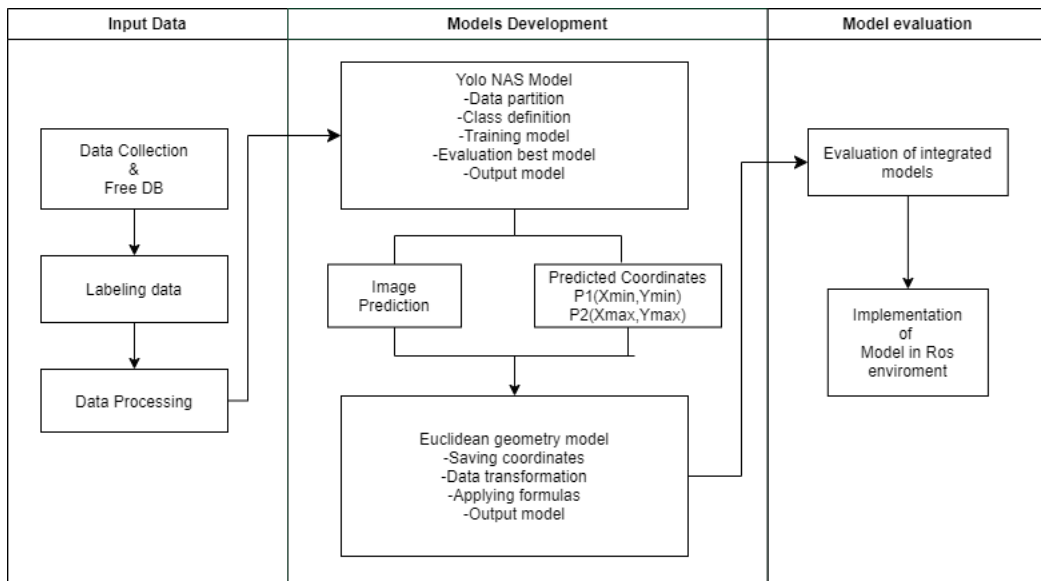 Input Data
Models Development
Model evaluation
Data Collection
&
Free DB
Labeling data
Data Processing
Yolo NAS Model
-Data partition
-Class definition
-Training model
-Evaluation best model
-Output model
Image
Prediction
Predicted Coordinates
P1(Xmin,Ymin)
P2(Xmax,Ymax)
Euclidean geometry model
-Saving coordinates
-Data transformation
-Applying formulas
-Output model
Evaluation of integrated
models
Implementation
of
Model in Ros
enviroment